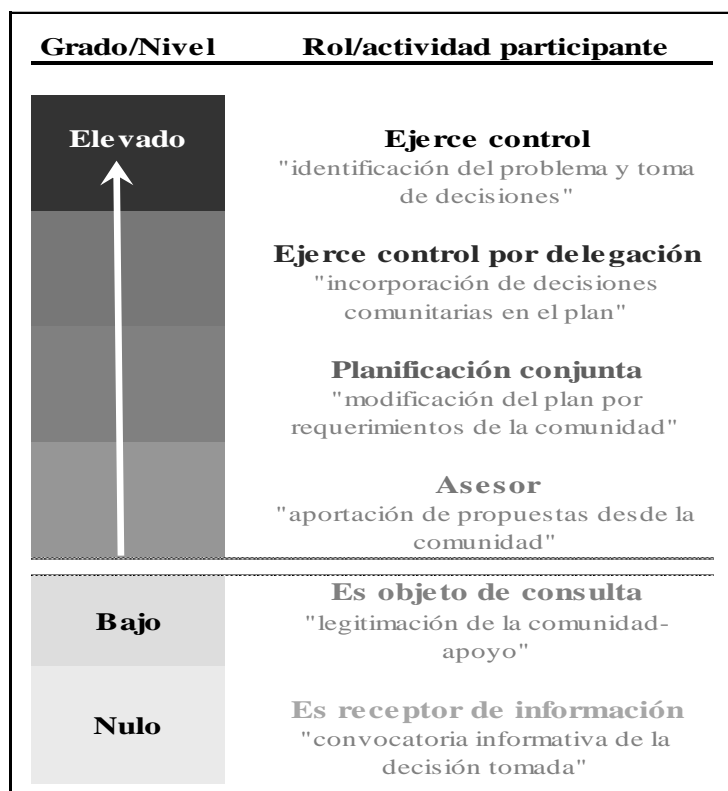 Grado/Nivel Rol/actividad participante
Elevado
Ejerce control
"identificación del problema y toma
de decisiones"
Ejerce control por delegación
"incorporación de decisiones
comunitarias en el plan"
Planificación conjunta
"modificación del plan por
requerimientos de la comunidad"
Asesor
"aportación de propuestas desde la
comunidad"
Bajo
Es objeto de consulta
"legitimación de la comunidad-
apoyo"
Nulo
Es receptor de información
"convocatoria informativa de la
decisión tomada"